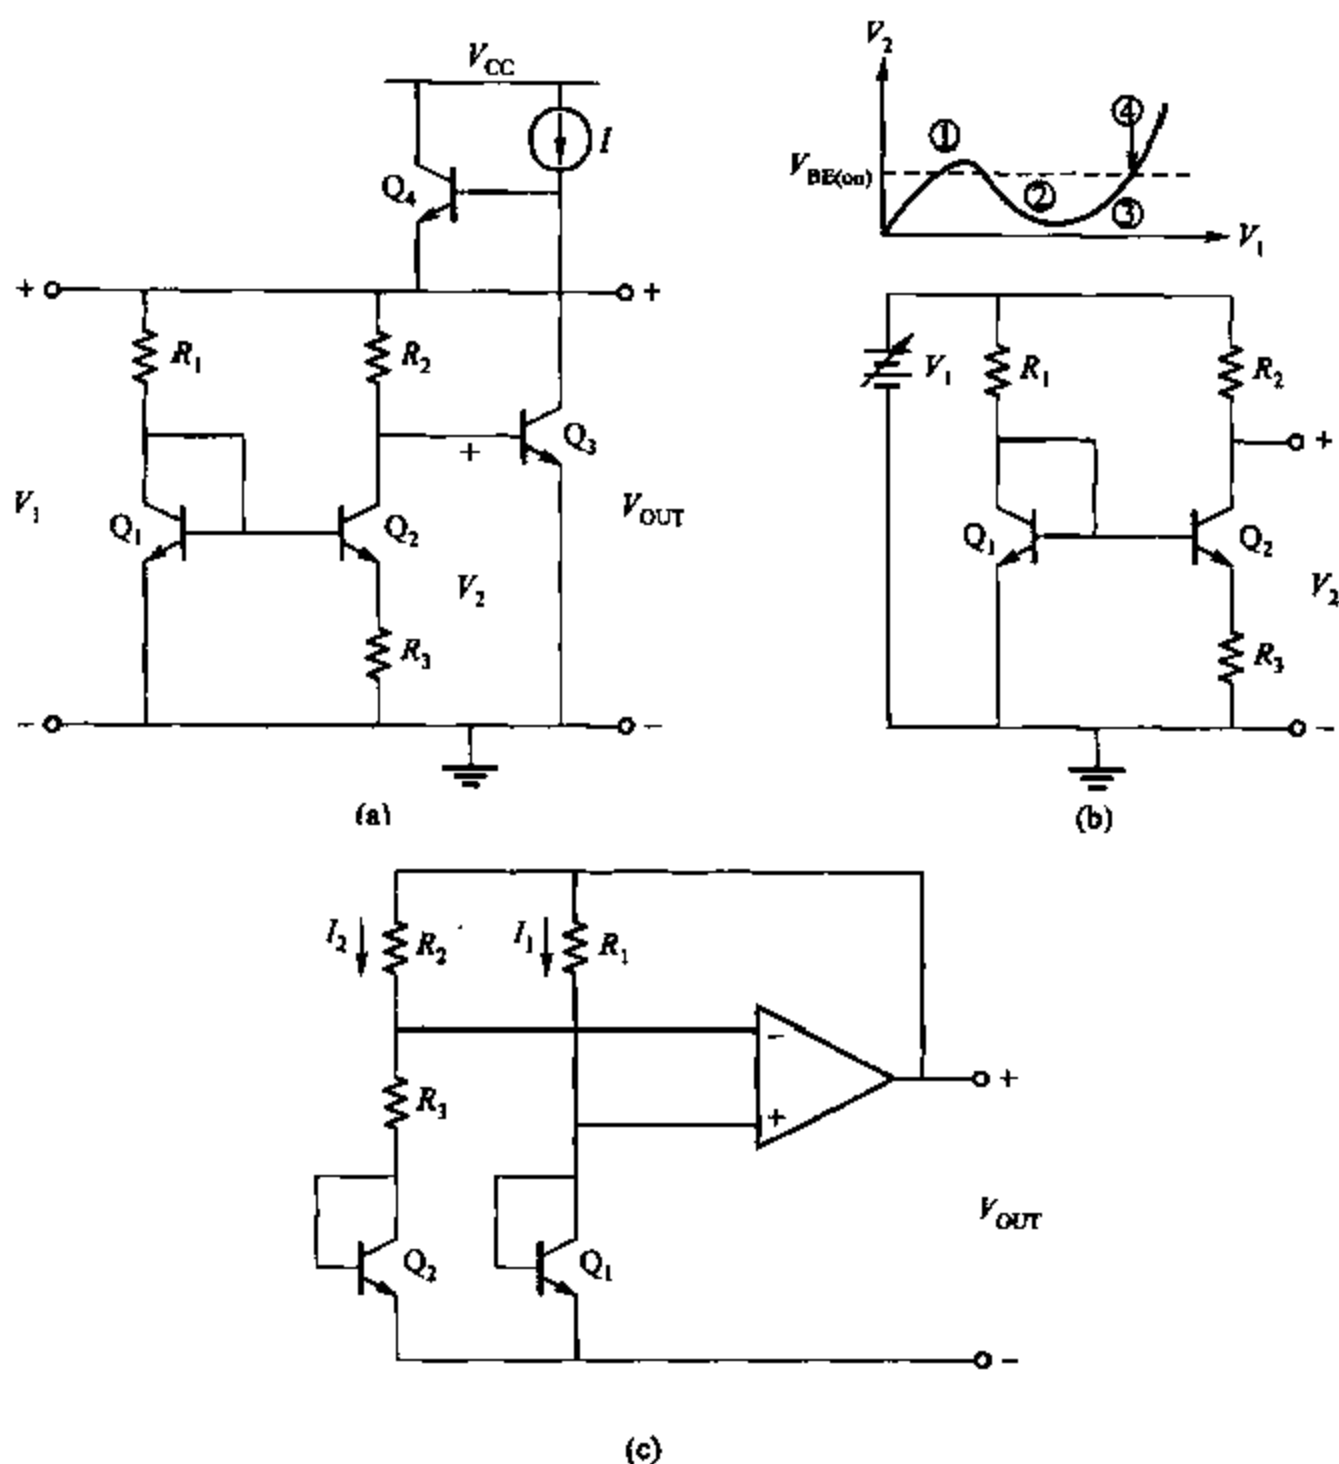 V_CC
I
Q_4
+ +
R_1 R_2
Q_3
+
V_1 Q_1 Q_2 V_OUT
V_2
R_3
− −
(a)
V_2
① ④
V_BE(on)
② ③
V_1
V_1 R_1 R_2
+
Q_1 Q_2
V_2
R_3
−
(b)
I_2 R_2 I_1 R_1
−
+
R_3
+
V_OUT
Q_2 Q_1
−
(c)